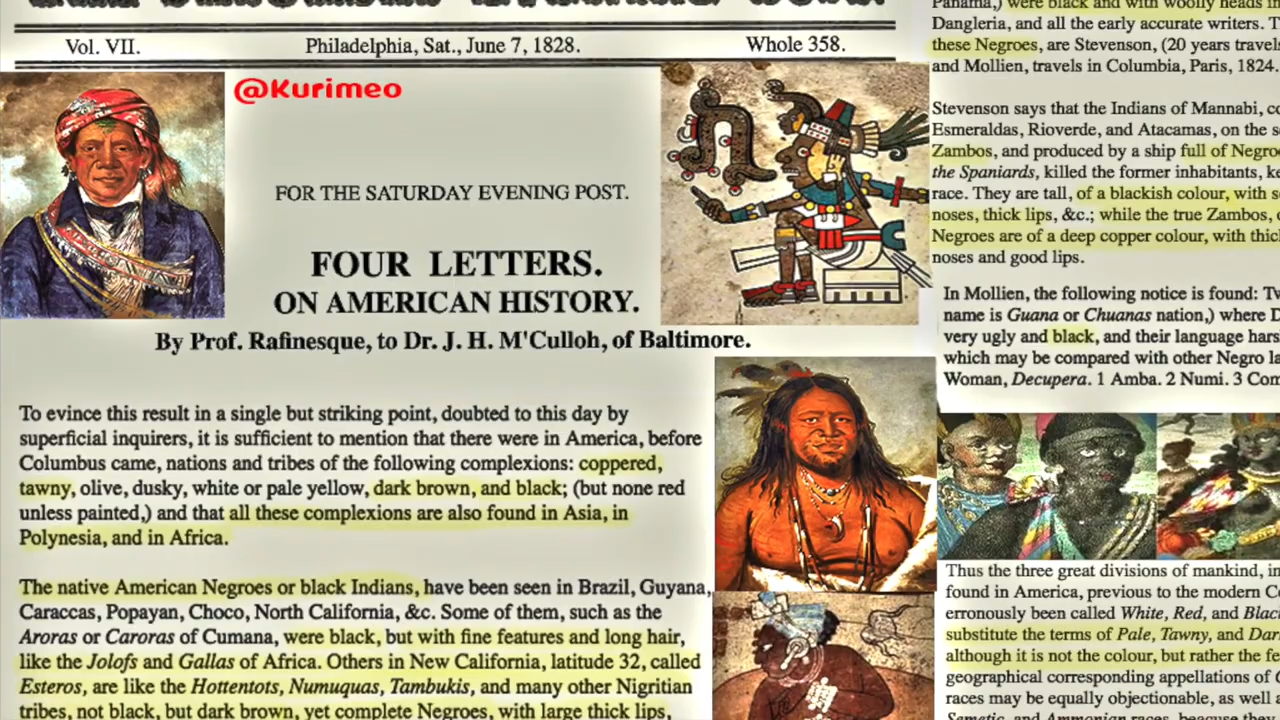 Vol. VII.
Philadelphia, Sat., June 7, 1828.
Whole 358.
@Kurimeo
FOR THE SATURDAY EVENING POST.
FOUR LETTERS.
ON AMERICAN HISTORY.
By Prof. Rafinesque, to Dr. J. H. M'Culloh, of Baltimore.
To evince this result in a single but striking point, doubted to this day by
superficial inquirers, it is sufficient to mention that there were in America, before
Columbus came, nations and tribes of the following complexions: coppered,
tawny, olive, dusky, white or pale yellow, dark brown, and black; (but none red
unless painted,) and that all these complexions are also found in Asia, in
Polynesia, and in Africa.
The native American Negroes or black Indians, have been seen in Brazil, Guyana,
Caraccas, Popayan, Choco, North California, &c. Some of them, such as the
Aroras or Caroras of Cumana, were black, but with fine features and long hair,
like the Jolofs and Gallas of Africa. Others in New California, latitude 32, called
Esteros, are like the Hottentots, Numuquas, Tambukis, and many other Nigritian
tribes, not black, but dark brown, yet complete Negroes, with large thick lips,
Panama,) were black and with woolly heads in
Dangleria, and all the early accurate writers. T
these Negroes, are Stevenson, (20 years travel
and Mollien, travels in Columbia, Paris, 1824.
Stevenson says that the Indians of Mannabi, co
Esmeraldas, Rioverde, and Atacamas, on the s
Zambos, and produced by a ship full of Negroe
the Spaniards, killed the former inhabitants, ke
race. They are tall, of a blackish colour, with s
noses, thick lips, &c.; while the true Zambos, o
Negroes are of a deep copper colour, with thick
noses and good lips.
In Mollien, the following notice is found: Tw
name is Guana or Chuanas nation,) where D
very ugly and black, and their language hars
which may be compared with other Negro la
Woman, Decupera. 1 Amba. 2 Numi. 3 Com
Thus the three great divisions of mankind, in
found in America, previous to the modern Co
erronously been called White, Red, and Blac
substitute the terms of Pale, Tawny, and Dar
although it is not the colour, but rather the fe
geographical corresponding appellations of C
races may be equally objectionable, as well
Semetic, and Ammonian races, because they